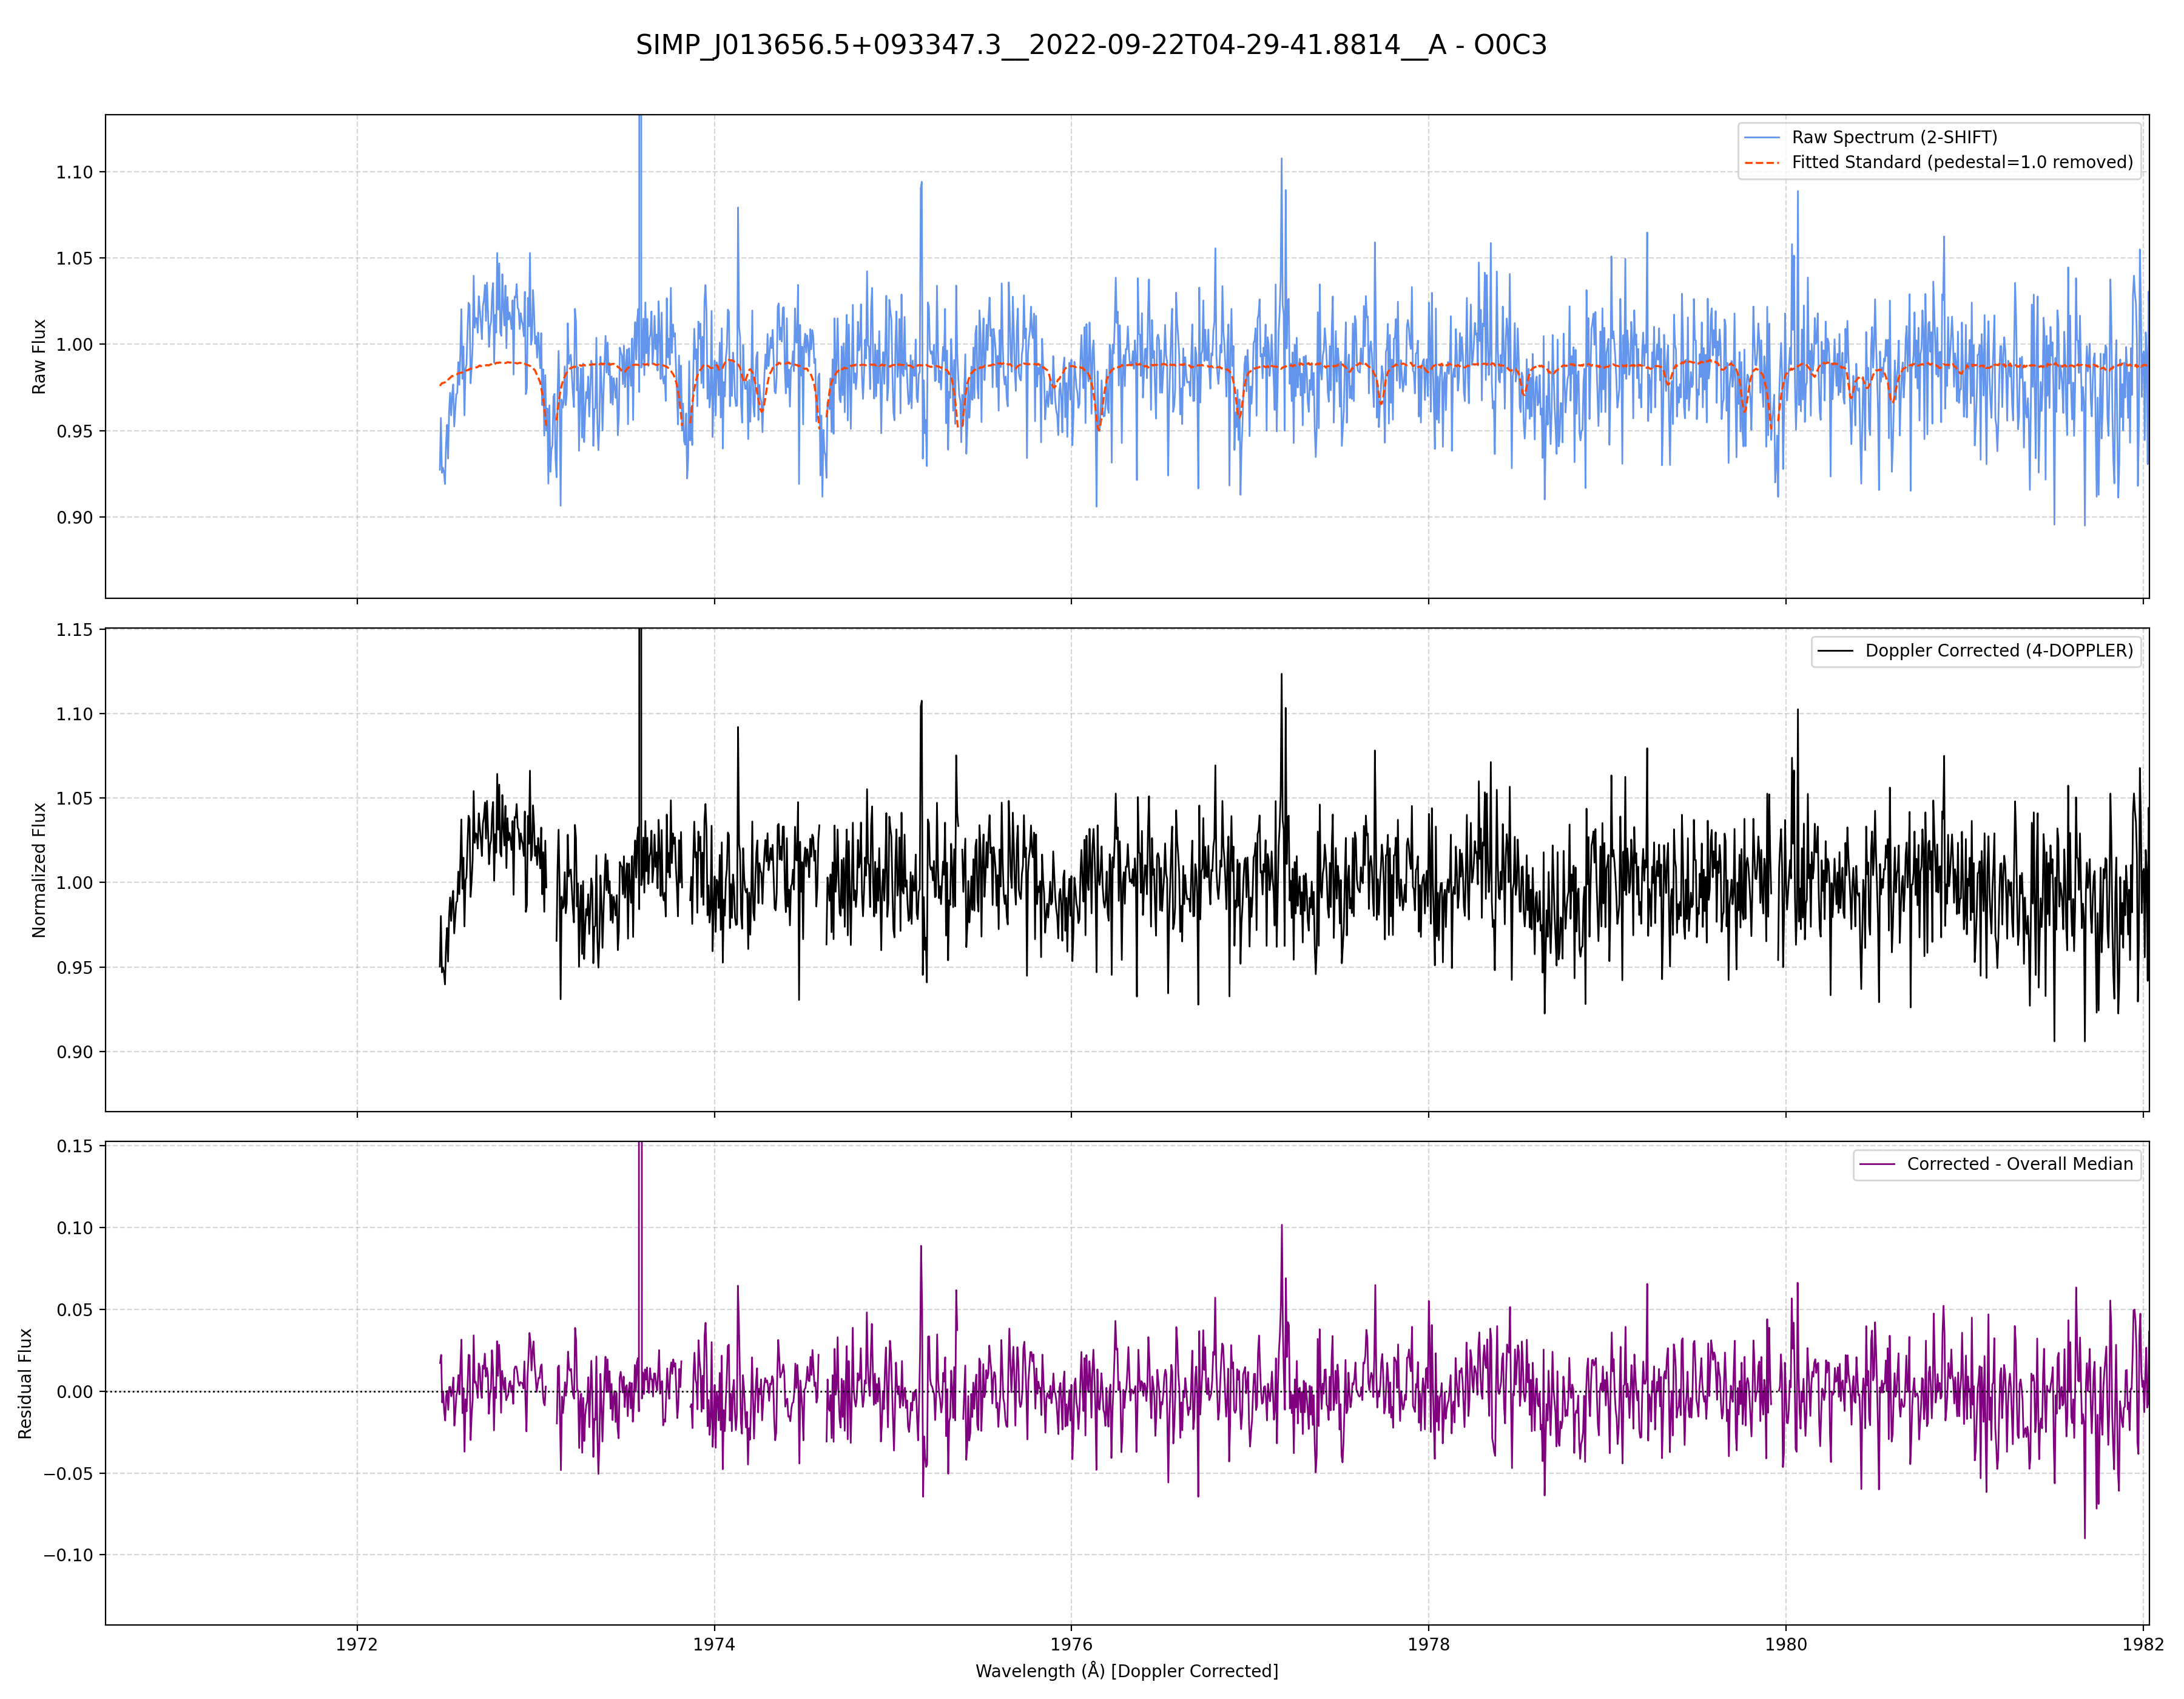 SIMP_J013656.5+093347.3__2022-09-22T04-29-41.8814__A - O0C3
Raw Flux
1.10
1.05
1.00
0.95
0.90
Raw Spectrum (2-SHIFT)
Fitted Standard (pedestal=1.0 removed)
Normalized Flux
1.15
1.10
1.05
1.00
0.95
0.90
Doppler Corrected (4-DOPPLER)
Residual Flux
0.15
0.10
0.05
0.00
−0.05
−0.10
Corrected - Overall Median
1972 1974 1976 1978 1980 1982
Wavelength (Å) [Doppler Corrected]